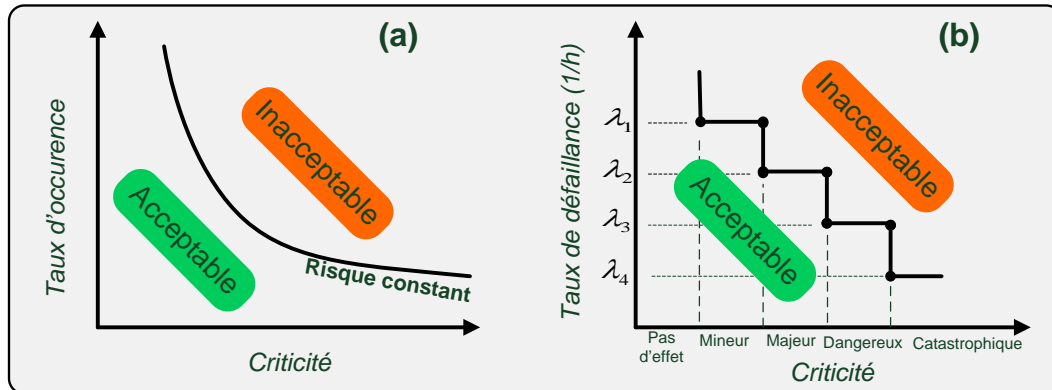 (a)
Taux d'occurence
Inacceptable
Acceptable
Risque constant
Criticité
(b)
Taux de défaillance (1/h)
λ1
λ2
λ3
λ4
Inacceptable
Acceptable
Pas
d'effet
Mineur
Majeur
Dangereux
Catastrophique
Criticité